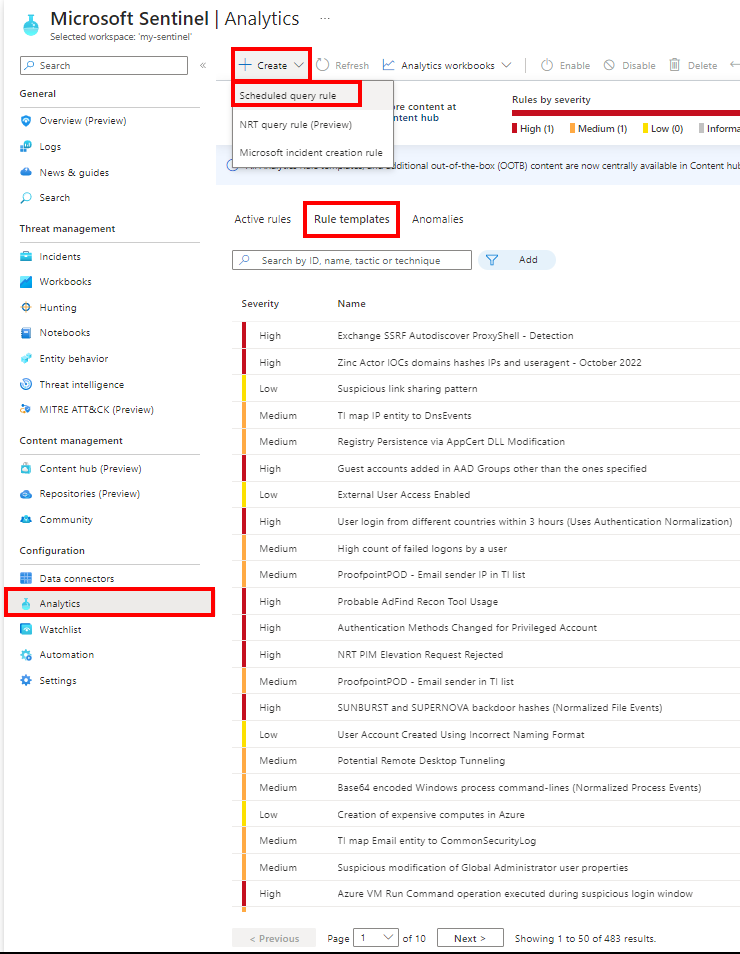 Microsoft Sentinel | Analytics ...
Selected workspace: 'my-sentinel'
Search «
General
Overview (Preview)
Logs
News & guides
Search
Threat management
Incidents
Workbooks
Hunting
Notebooks
Entity behavior
Threat intelligence
MITRE ATT&CK (Preview)
Content management
Content hub (Preview)
Repositories (Preview)
Community
Configuration
Data connectors
Analytics
Watchlist
Automation
Settings
+ Create Refresh Analytics workbooks Enable Disable Delete
Scheduled query rule
NRT query rule (Preview)
Microsoft incident creation rule
ore content at
ntent hub
Rules by severity
High (1) Medium (1) Low (0) Informa
additional out-of-the-box (OOTB) content are now centrally available in Content hub
Active rules Rule templates Anomalies
Search by ID, name, tactic or technique Add
Severity Name
High Exchange SSRF Autodiscover ProxyShell - Detection
High Zinc Actor IOCs domains hashes IPs and useragent - October 2022
Low Suspicious link sharing pattern
Medium TI map IP entity to DnsEvents
Medium Registry Persistence via AppCert DLL Modification
High Guest accounts added in AAD Groups other than the ones specified
Low External User Access Enabled
High User login from different countries within 3 hours (Uses Authentication Normalization)
Medium High count of failed logons by a user
Medium ProofpointPOD - Email sender IP in TI list
High Probable AdFind Recon Tool Usage
High Authentication Methods Changed for Privileged Account
High NRT PIM Elevation Request Rejected
Medium ProofpointPOD - Email sender in TI list
High SUNBURST and SUPERNOVA backdoor hashes (Normalized File Events)
Low User Account Created Using Incorrect Naming Format
Medium Potential Remote Desktop Tunneling
Medium Base64 encoded Windows process command-lines (Normalized Process Events)
Low Creation of expensive computes in Azure
Medium TI map Email entity to CommonSecurityLog
Medium Suspicious modification of Global Administrator user properties
High Azure VM Run Command operation executed during suspicious login window
< Previous Page 1 of 10 Next > Showing 1 to 50 of 483 results.